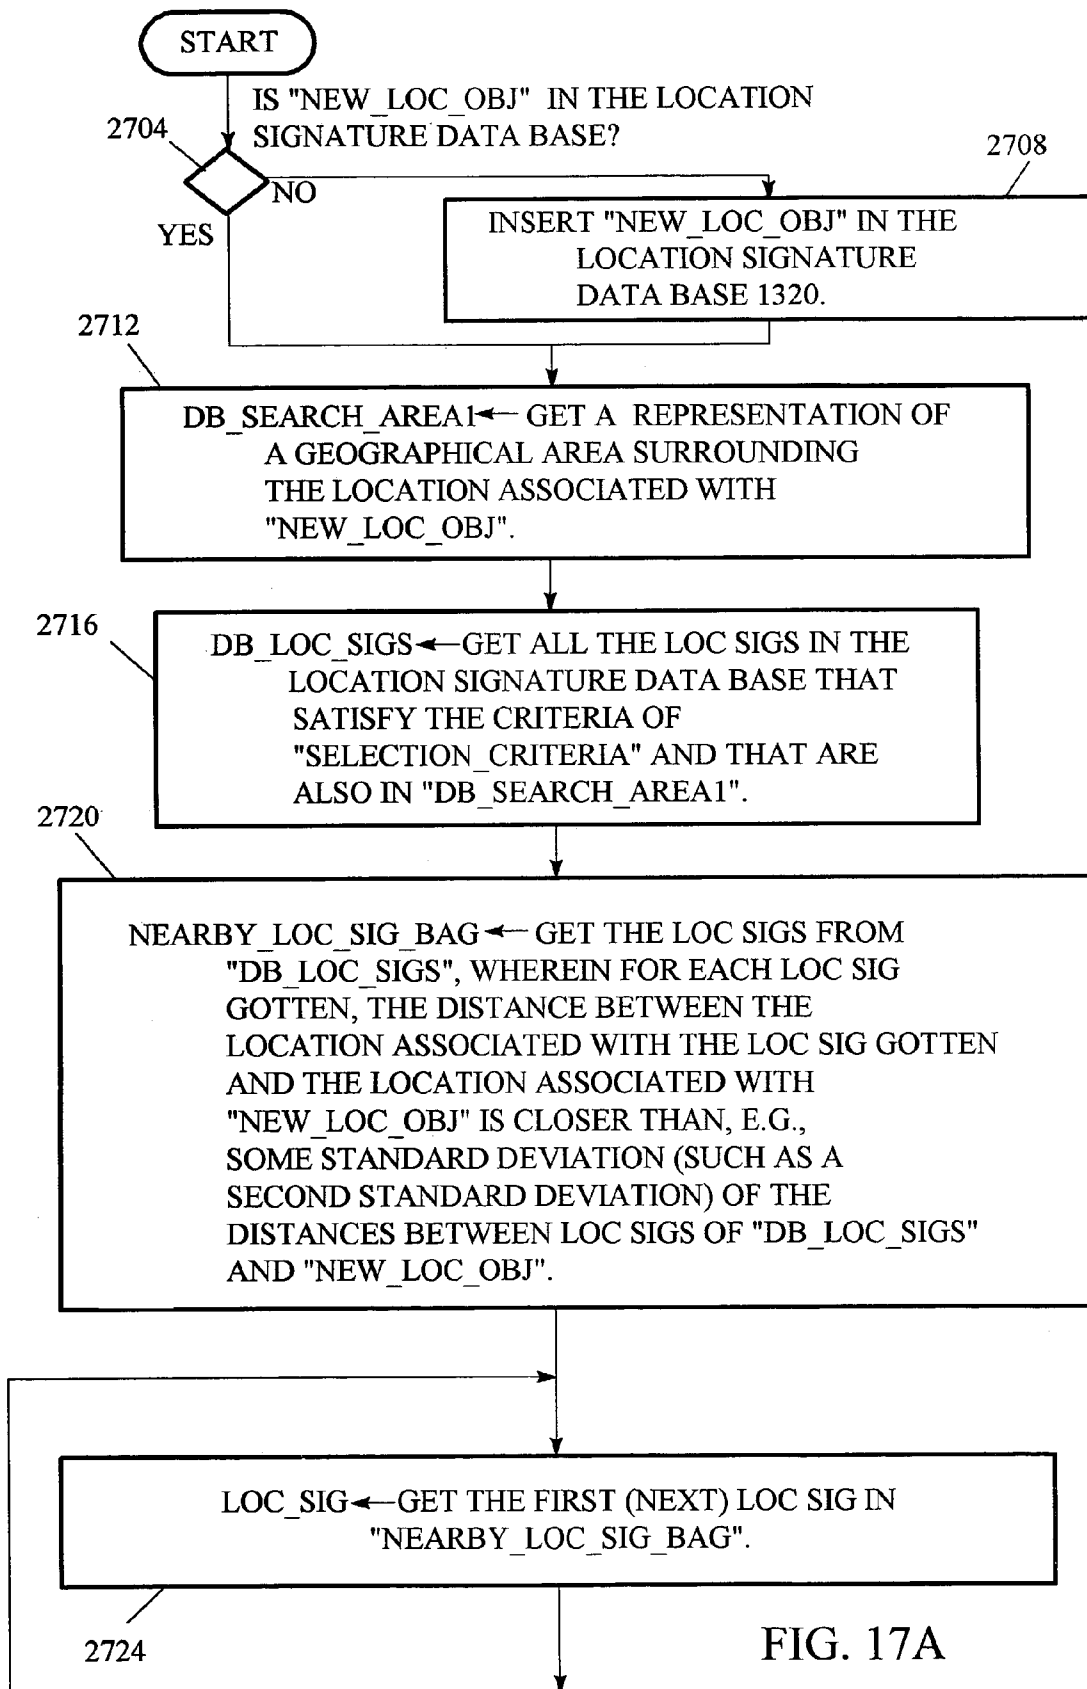 START
IS "NEW_LOC_OBJ" IN THE LOCATION
SIGNATURE DATA BASE?
2704
NO
YES
2708
INSERT "NEW_LOC_OBJ" IN THE
LOCATION SIGNATURE
DATA BASE 1320.
2712
DB_SEARCH_AREA1← GET A REPRESENTATION OF
A GEOGRAPHICAL AREA SURROUNDING
THE LOCATION ASSOCIATED WITH
"NEW_LOC_OBJ".
2716
DB_LOC_SIGS←GET ALL THE LOC SIGS IN THE
LOCATION SIGNATURE DATA BASE THAT
SATISFY THE CRITERIA OF
"SELECTION_CRITERIA" AND THAT ARE
ALSO IN "DB_SEARCH_AREA1".
2720
NEARBY_LOC_SIG_BAG← GET THE LOC SIGS FROM
"DB_LOC_SIGS", WHEREIN FOR EACH LOC SIG
GOTTEN, THE DISTANCE BETWEEN THE
LOCATION ASSOCIATED WITH THE LOC SIG GOTTEN
AND THE LOCATION ASSOCIATED WITH
"NEW_LOC_OBJ" IS CLOSER THAN, E.G.,
SOME STANDARD DEVIATION (SUCH AS A
SECOND STANDARD DEVIATION) OF THE
DISTANCES BETWEEN LOC SIGS OF "DB_LOC_SIGS"
AND "NEW_LOC_OBJ".
LOC_SIG←GET THE FIRST (NEXT) LOC SIG IN
"NEARBY_LOC_SIG_BAG".
2724
FIG. 17A